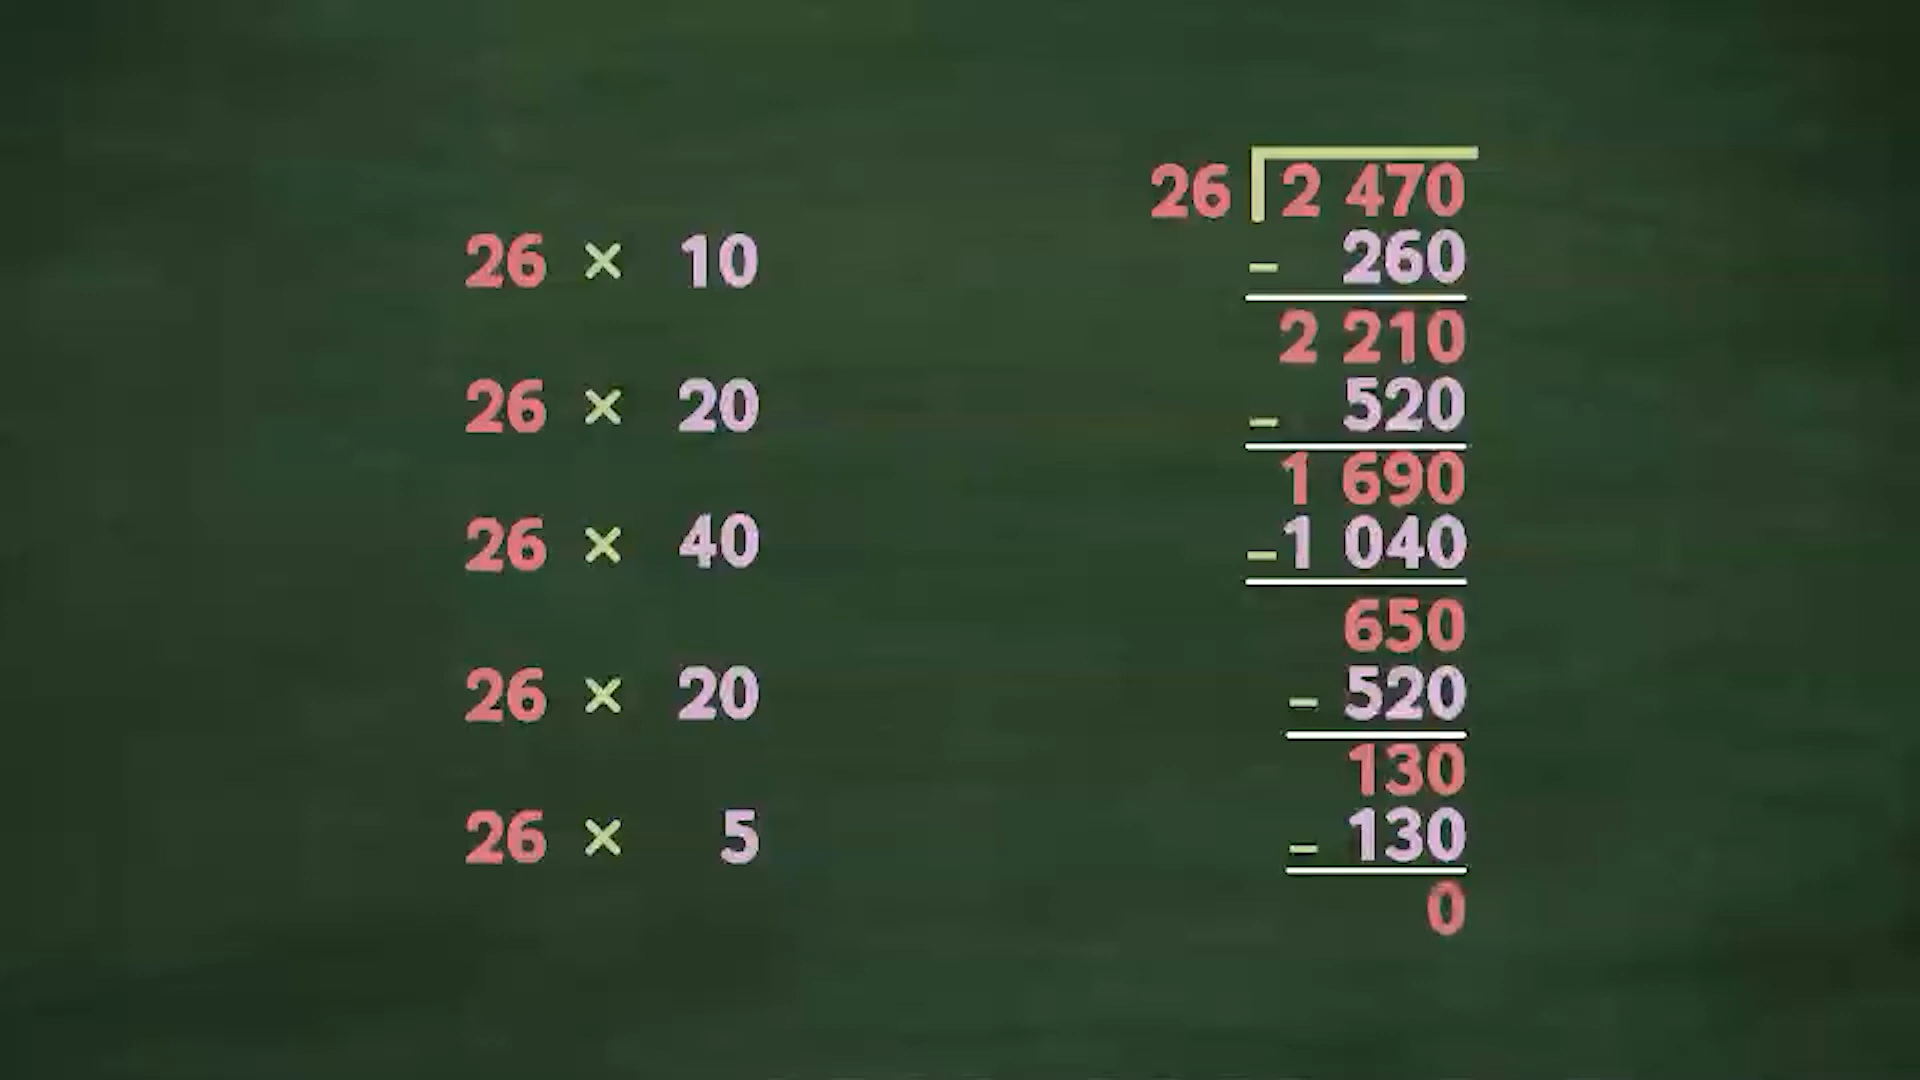 26 2 470
26 × 10 - 260
2 210
26 × 20 - 520
1 690
26 × 40 -1 040
650
26 × 20 - 520
130
26 × 5 - 130
0